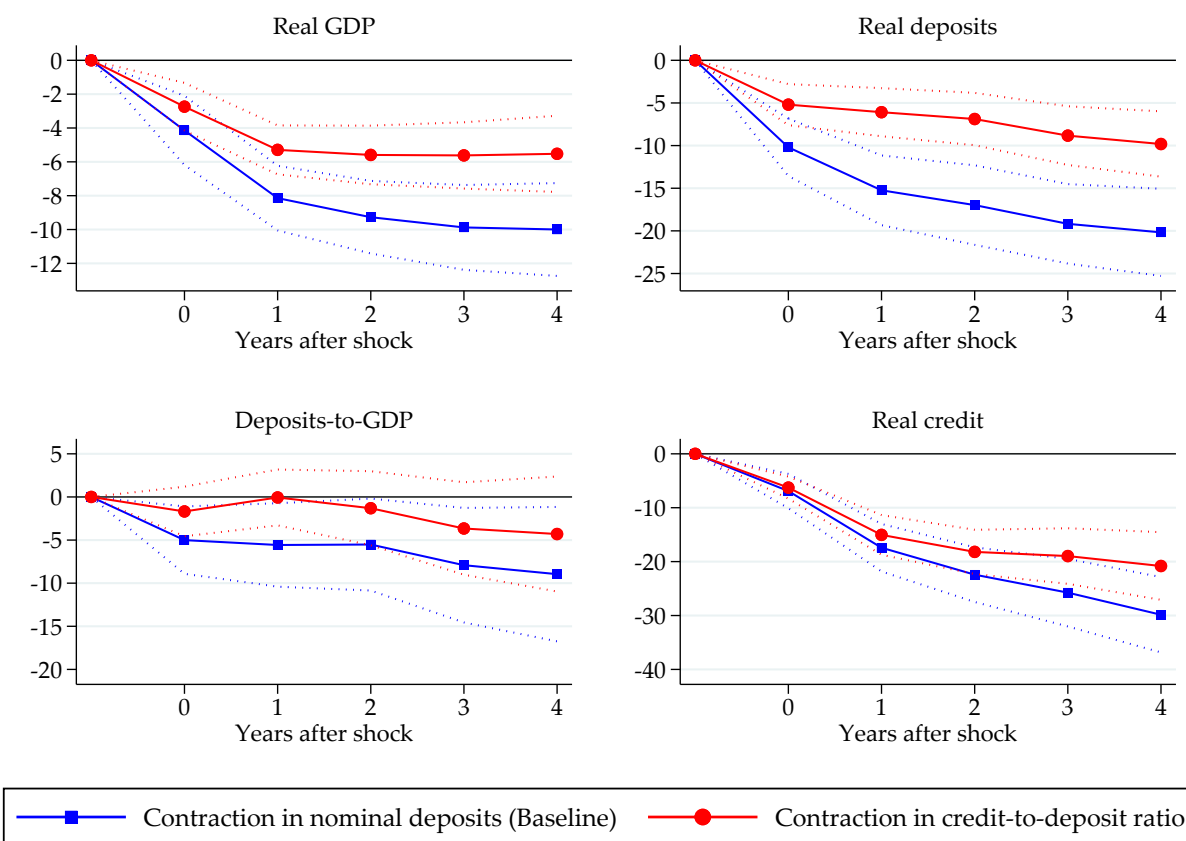 Real GDP
0
-2
-4
-6
-8
-10
-12
0 1 2 3 4
Years after shock
Real deposits
0
-5
-10
-15
-20
-25
0 1 2 3 4
Years after shock
Deposits-to-GDP
5
0
-5
-10
-15
-20
0 1 2 3 4
Years after shock
Real credit
0
-10
-20
-30
-40
0 1 2 3 4
Years after shock
Contraction in nominal deposits (Baseline) Contraction in credit-to-deposit ratio